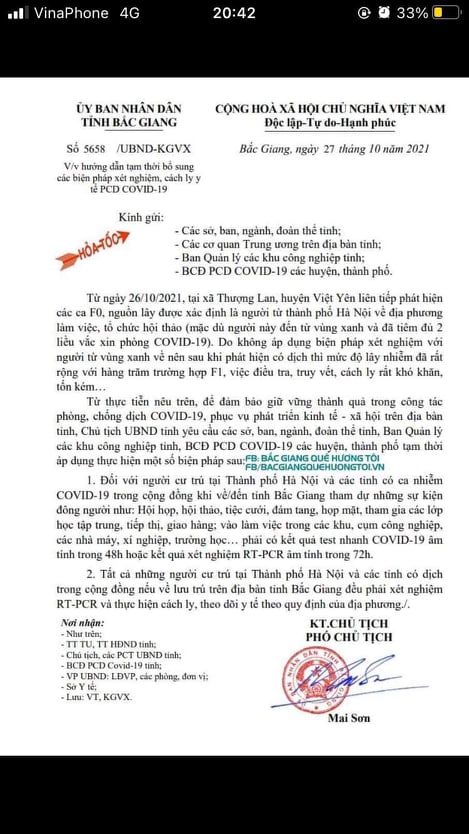 VinaPhone 4G
20:42
33%
ỦY BAN NHÂN DÂN
TỈNH BẮC GIANG
CỘNG HOÀ XÃ HỘI CHỦ NGHĨA VIỆT NAM
Độc lập-Tự do-Hạnh phúc
Số 5658 /UBND-KGVX
V/v hướng dẫn tạm thời bổ sung
các biện pháp xét nghiệm, cách ly y
tế PCD COVID-19
Bắc Giang, ngày 27 tháng 10 năm 2021
HỎA-TỐC
Kính gửi:
- Các sở, ban, ngành, đoàn thể tỉnh;
- Các cơ quan Trung ương trên địa bàn tỉnh;
- Ban Quản lý các khu công nghiệp tỉnh;
- BCĐ PCD COVID-19 các huyện, thành phố.
Từ ngày 26/10/2021, tại xã Thượng Lan, huyện Việt Yên liên tiếp phát hiện
các ca F0, nguồn lây được xác định là người từ thành phố Hà Nội về địa phương
làm việc, tổ chức hội thảo (mặc dù người này đến từ vùng xanh và đã tiêm đủ 2
liều vắc xin phòng COVID-19). Do không áp dụng biện pháp xét nghiệm với
người từ vùng xanh về nên sau khi phát hiện có dịch thì mức độ lây nhiễm đã rất
rộng với hàng trăm trường hợp F1, việc điều tra, truy vết, cách ly rất khó khăn,
tốn kém…
Từ thực tiễn nêu trên, để đảm bảo giữ vững thành quả trong công tác
phòng, chống dịch COVID-19, phục vụ phát triển kinh tế - xã hội trên địa bàn
tỉnh, Chủ tịch UBND tỉnh yêu cầu các sở, ban, ngành, đoàn thể tỉnh, Ban Quản lý
các khu công nghiệp tỉnh, BCĐ PCD COVID-19 các huyện, thành phố tạm thời
áp dụng thực hiện một số biện pháp sau:
FB: BẮC GIANG QUÊ HƯƠNG TÔI
FB/BACGIANGQUEHUONGTOI.VN
1. Đối với người cư trú tại Thành phố Hà Nội và các tỉnh có ca nhiễm
COVID-19 trong cộng đồng khi về/đến tỉnh Bắc Giang tham dự những sự kiện
đông người như: Hội họp, hội thảo, tiệc cưới, đám tang, họp mặt, tham gia các lớp
học tập trung, tiếp thị, giao hàng; vào làm việc trong các khu, cụm công nghiệp,
các nhà máy, xí nghiệp, trường học… phải có kết quả test nhanh COVID-19 âm
tính trong 48h hoặc kết quả xét nghiệm RT-PCR âm tính trong 72h.
2. Tất cả những người cư trú tại Thành phố Hà Nội và các tỉnh có dịch
trong cộng đồng nếu về lưu trú trên địa bàn tỉnh Bắc Giang đều phải xét nghiệm
RT-PCR và thực hiện cách ly, theo dõi y tế theo quy định của địa phương./.
Nơi nhận:
- Như trên;
- TT TU, TT HĐND tỉnh;
- Chủ tịch, các PCT UBND tỉnh;
- BCĐ PCD Covid-19 tỉnh;
- VP UBND: LĐVP, các phòng, đơn vị;
- Sở Y tế;
- Lưu: VT, KGVX.
KT.CHỦ TỊCH
PHÓ CHỦ TỊCH
Mai Sơn